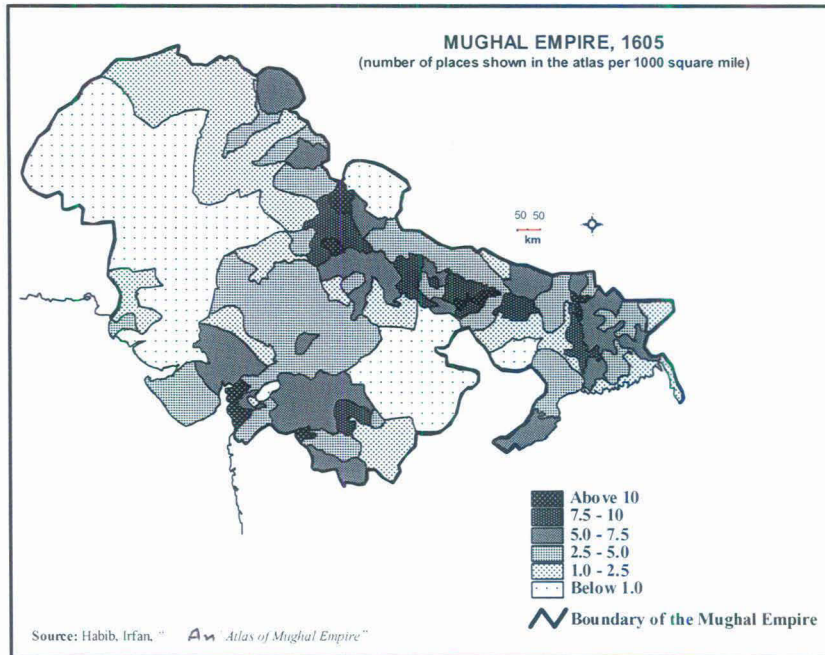 MUGHAL EMPIRE, 1605
(number of places shown in the atlas per 1000 square mile)
50 50
km
Above 10
7.5 - 10
5.0 - 7.5
2.5 - 5.0
1.0 - 2.5
Below 1.0
Boundary of the Mughal Empire
Source: Habib, Irfan, " An Atlas of Mughal Empire"